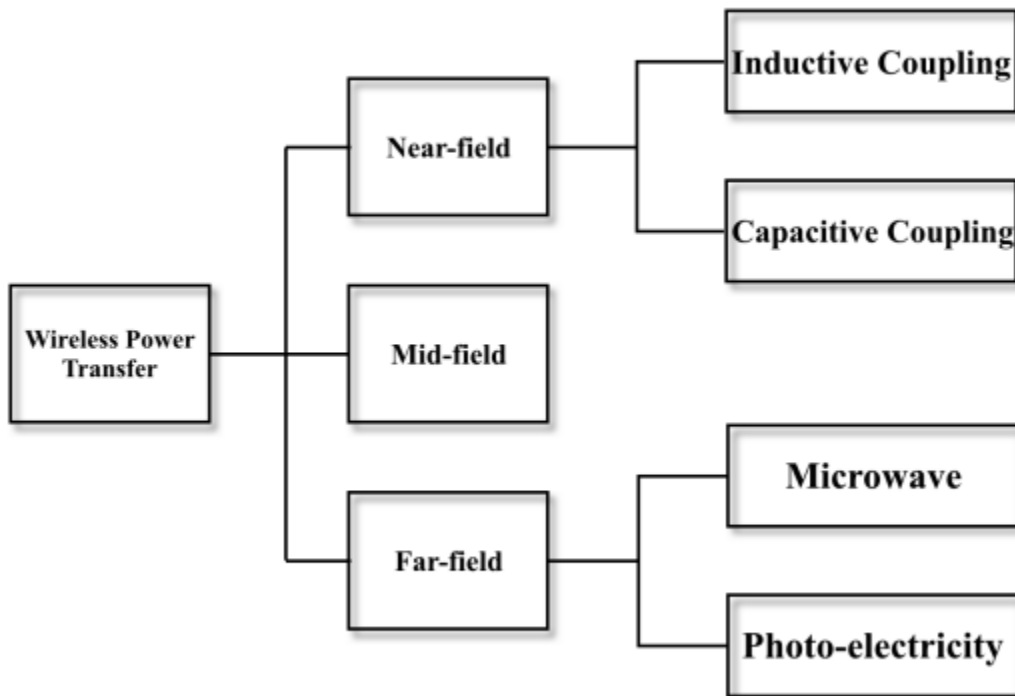 Inductive Coupling
Near-field
Capacitive Coupling
Wireless Power
Transfer
Mid-field
Microwave
Far-field
Photo-electricity